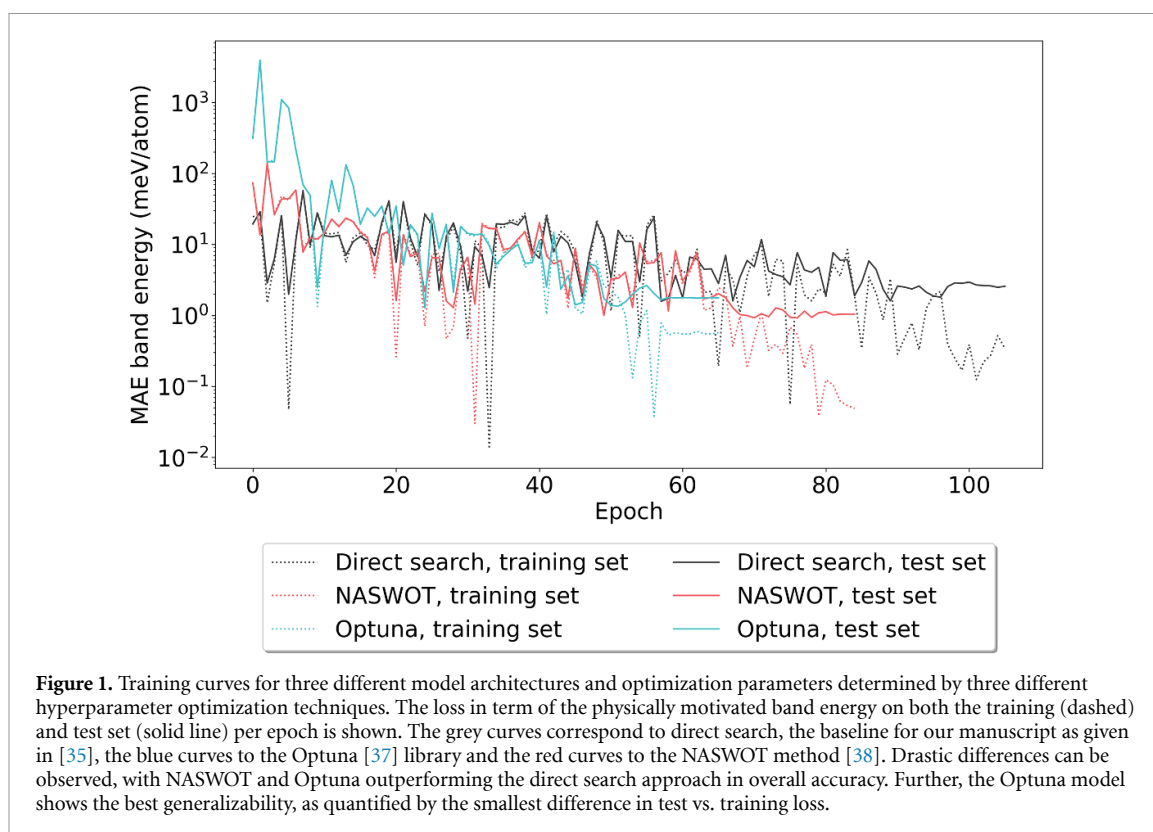 10³
10²
10¹
10⁰
10⁻¹
10⁻²
MAE band energy (meV/atom)
0 20 40 60 80 100
Epoch
Direct search, training set
NASWOT, training set
Optuna, training set
Direct search, test set
NASWOT, test set
Optuna, test set
Figure 1. Training curves for three different model architectures and optimization parameters determined by three different
hyperparameter optimization techniques. The loss in term of the physically motivated band energy on both the training (dashed)
and test set (solid line) per epoch is shown. The grey curves correspond to direct search, the baseline for our manuscript as given
in [35], the blue curves to the Optuna [37] library and the red curves to the NASWOT method [38]. Drastic differences can be
observed, with NASWOT and Optuna outperforming the direct search approach in overall accuracy. Further, the Optuna model
shows the best generalizability, as quantified by the smallest difference in test vs. training loss.